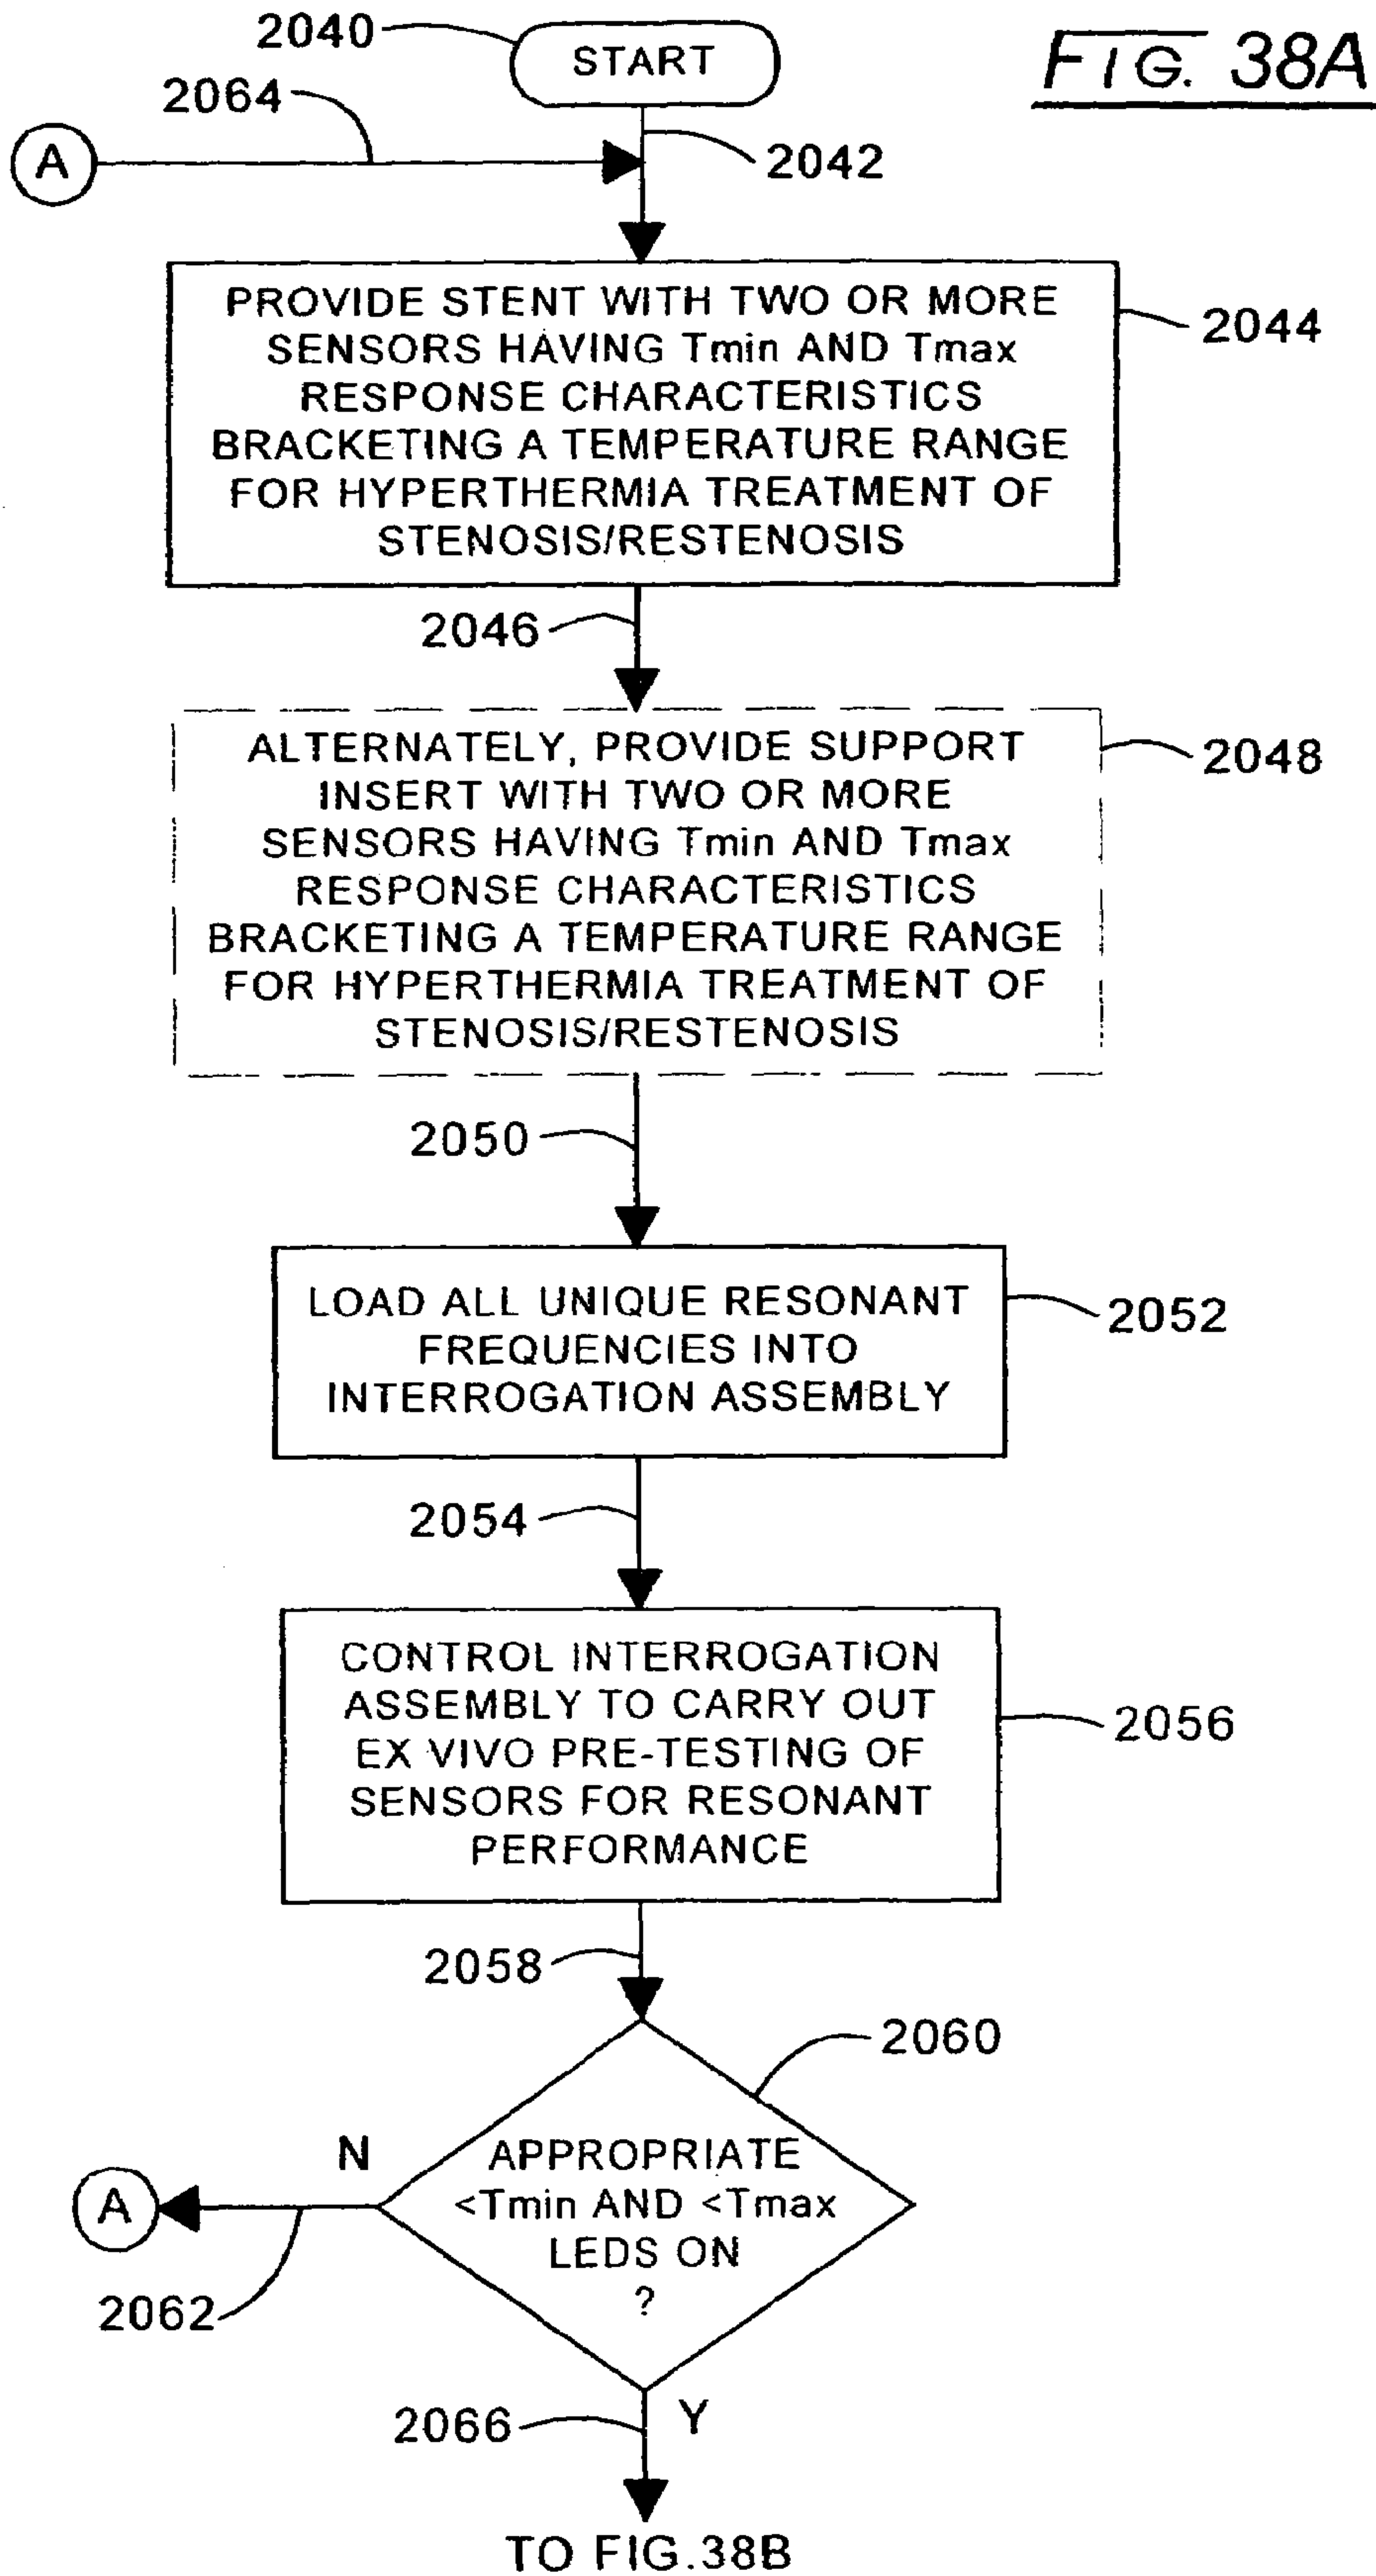 2040
START
FIG. 38A
2064
A
2042
PROVIDE STENT WITH TWO OR MORE
SENSORS HAVING Tmin AND Tmax
RESPONSE CHARACTERISTICS
BRACKETING A TEMPERATURE RANGE
FOR HYPERTHERMIA TREATMENT OF
STENOSIS/RESTENOSIS
2044
2046
ALTERNATELY, PROVIDE SUPPORT
INSERT WITH TWO OR MORE
SENSORS HAVING Tmin AND Tmax
RESPONSE CHARACTERISTICS
BRACKETING A TEMPERATURE RANGE
FOR HYPERTHERMIA TREATMENT OF
STENOSIS/RESTENOSIS
2048
2050
LOAD ALL UNIQUE RESONANT
FREQUENCIES INTO
INTERROGATION ASSEMBLY
2052
2054
CONTROL INTERROGATION
ASSEMBLY TO CARRY OUT
EX VIVO PRE-TESTING OF
SENSORS FOR RESONANT
PERFORMANCE
2056
2058
2060
APPROPRIATE
<Tmin AND <Tmax
LEDS ON
?
N
A
2062
2066
Y
TO FIG.38B